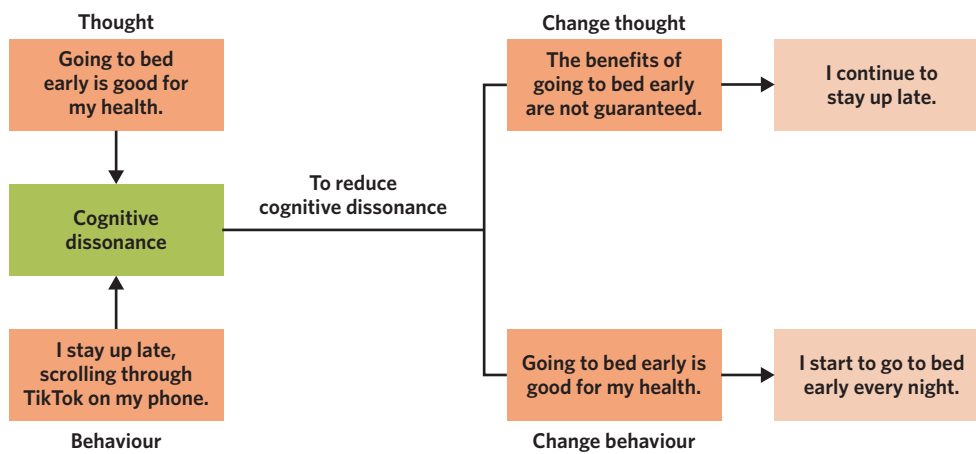 Thought
Going to bed
early is good for
my health.
Cognitive
dissonance
I stay up late,
scrolling through
TikTok on my phone.
Behaviour
To reduce
cognitive dissonance
Change thought
The benefits of
going to bed early
are not guaranteed.
I continue to
stay up late.
Going to bed early is
good for my health.
Change behaviour
I start to go to bed
early every night.